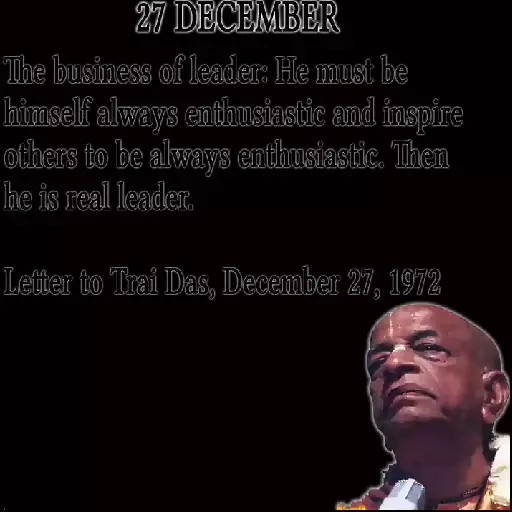 27 DECEMBER
The business of leader: He must be
himself always enthusiastic and inspire
others to be always enthusiastic. Then
he is real leader.
Letter to Trai Das, December 27, 1972